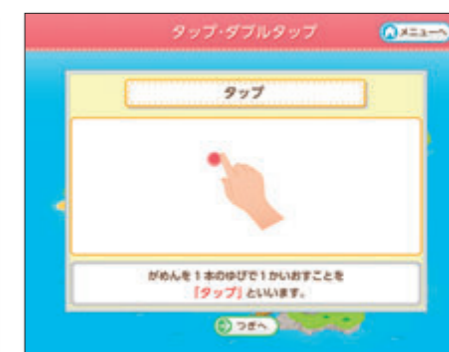 タップ・ダブルタップ
メニューへ
タップ
がめんを1本のゆびで1かいおすことを
「タップ」といいます。
つぎへ